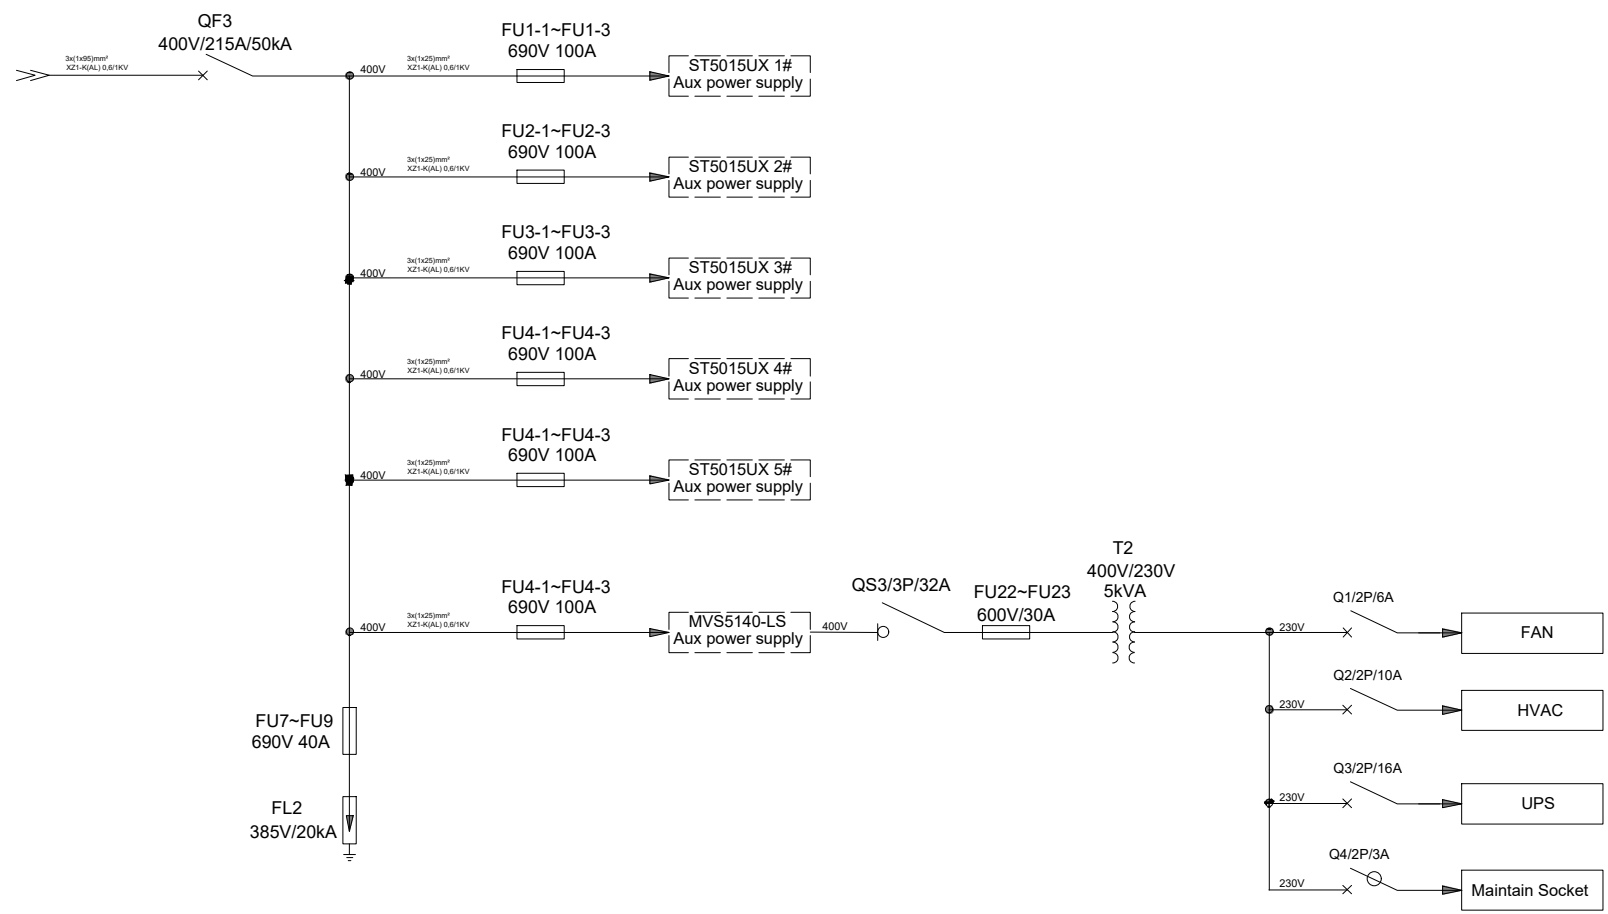 QF3
400V/215A/50kA
3x(1x95)mm²
XZ1-K(AL) 0,6/1KV
400V
3x(1x25)mm²
XZ1-K(AL) 0,6/1KV
FU1-1~FU1-3
690V 100A
ST5015UX 1#
Aux power supply
400V
3x(1x25)mm²
XZ1-K(AL) 0,6/1KV
FU2-1~FU2-3
690V 100A
ST5015UX 2#
Aux power supply
400V
3x(1x25)mm²
XZ1-K(AL) 0,6/1KV
FU3-1~FU3-3
690V 100A
ST5015UX 3#
Aux power supply
400V
3x(1x25)mm²
XZ1-K(AL) 0,6/1KV
FU4-1~FU4-3
690V 100A
ST5015UX 4#
Aux power supply
400V
3x(1x25)mm²
XZ1-K(AL) 0,6/1KV
FU4-1~FU4-3
690V 100A
ST5015UX 5#
Aux power supply
400V
3x(1x25)mm²
XZ1-K(AL) 0,6/1KV
FU4-1~FU4-3
690V 100A
MVS5140-LS
Aux power supply
400V
QS3/3P/32A
FU22~FU23
600V/30A
T2
400V/230V
5kVA
230V
Q1/2P/6A
FAN
230V
Q2/2P/10A
HVAC
230V
Q3/2P/16A
UPS
230V
Q4/2P/3A
Maintain Socket
FU7~FU9
690V 40A
FL2
385V/20kA